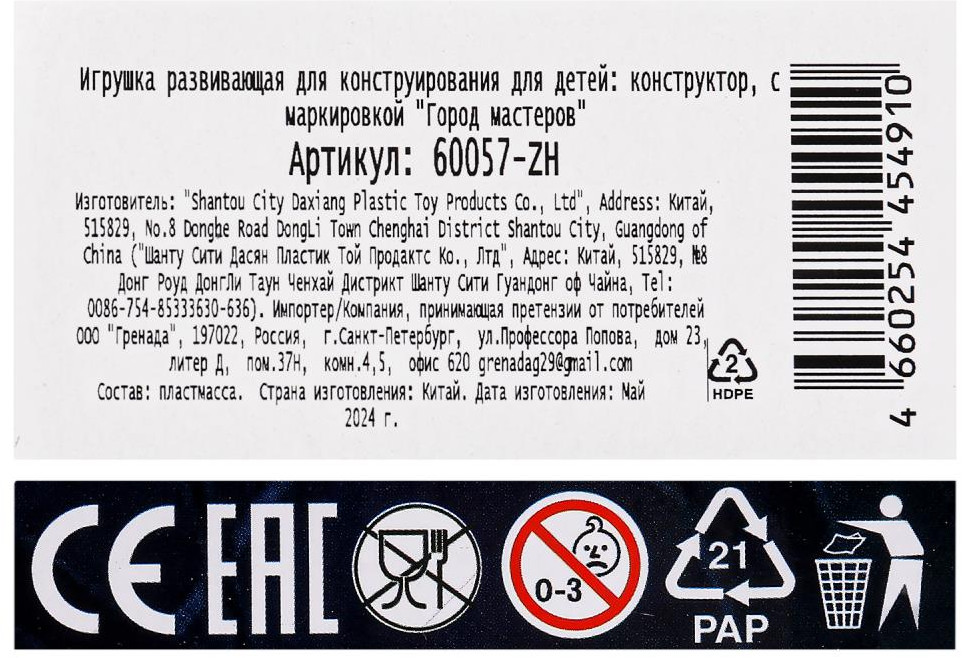 Игрушка развивающая для конструирования для детей: конструктор, с
маркировкой "Город мастеров"
Артикул: 60057-ZH
Изготовитель: "Shantou City Daxiang Plastic Toy Products Co., Ltd", Address: Китай,
515829, No.8 Donghe Road DongLi Town Chenghai District Shantou City, Guangdong of
China ("Шанту Сити Дасян Пластик Той Продактс Ко., Лтд", Адрес: Китай, 515829, №8
Донг Роуд ДонгЛи Таун Ченхай Дистрикт Шанту Сити Гуандонг оф Чайна, Tel:
0086-754-85333630-636). Импортер/Компания, принимающая претензии от потребителей
ООО "Гренада", 197022, Россия, г.Санкт-Петербург, ул.Профессора Попова, дом 23,
литер Д, пом.37Н, комн.4,5, офис 620 grenadag29@gmail.com
Состав: пластмасса. Страна изготовления: Китай. Дата изготовления: Май
2024 г.
2
HDPE
4 660254 454910
CE EAC
0-3
21
PAP